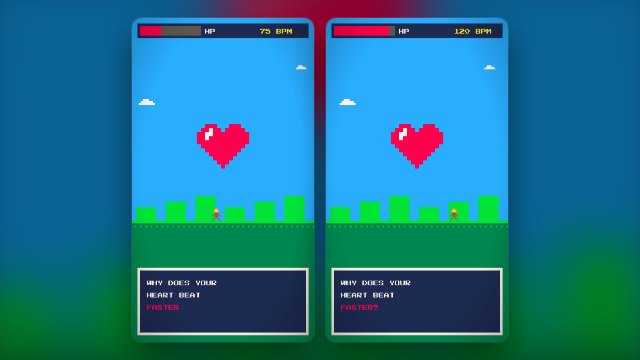 HP 75 BPM
WHY DOES YOUR
HEART BEAT
FASTER
HP 120 BPM
WHY DOES YOUR
HEART BEAT
FASTER?